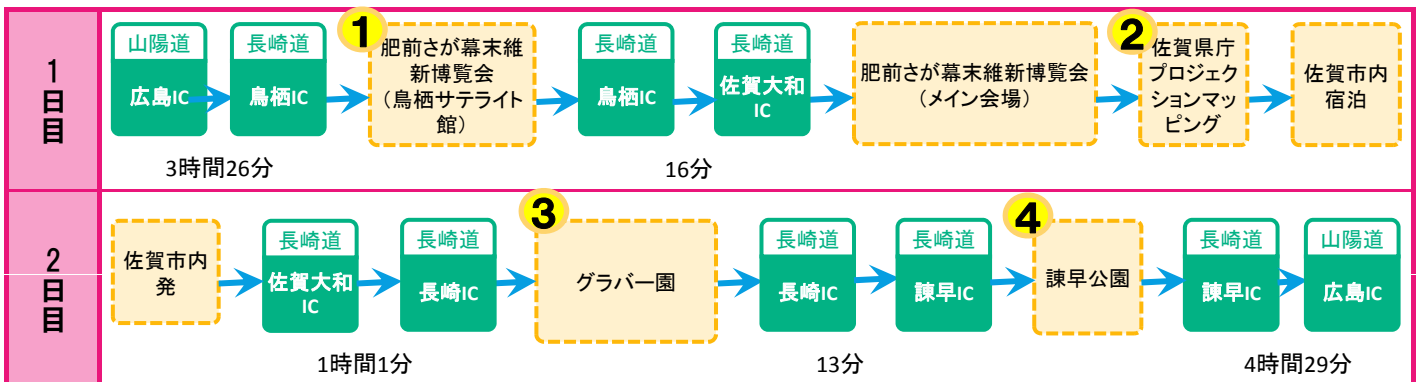 1
日
目
山陽道
広島IC
長崎道
鳥栖IC
3時間26分
1
肥前さが幕末維
新博覧会
(鳥栖サテライト
館)
長崎道
鳥栖IC
長崎道
佐賀大和
IC
16分
肥前さが幕末維新博覧会
(メイン会場)
2
佐賀県庁
プロジェク
ションマッ
ピング
佐賀市内
宿泊
2
日
目
佐賀市内
発
長崎道
佐賀大和
IC
長崎道
長崎IC
1時間1分
3
グラバー園
長崎道
長崎IC
長崎道
諫早IC
13分
4
諫早公園
長崎道
諫早IC
山陽道
広島IC
4時間29分